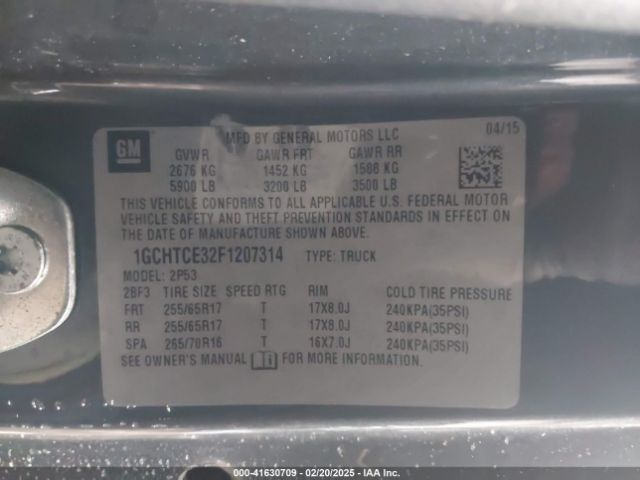 GM
MFD BY GENERAL MOTORS LLC 04/15
GVWR GAWR FRT GAWR RR
2676 KG 1452 KG 1588 KG
5900 LB 3200 LB 3500 LB
THIS VEHICLE CONFORMS TO ALL APPLICABLE U.S. FEDERAL MOTOR
VEHICLE SAFETY AND THEFT PREVENTION STANDARDS IN EFFECT ON
THE DATE OF MANUFACTURE SHOWN ABOVE.
1GCHTCE32F1207314 TYPE: TRUCK
MODEL: 2P53
2BF3 TIRE SIZE SPEED RTG RIM COLD TIRE PRESSURE
FRT 255/65R17 T 17X8.0J 240KPA(35PSI)
RR 255/65R17 T 17X8.0J 240KPA(35PSI)
SPA 265/70R16 T 16X7.0J 240KPA(35PSI)
SEE OWNER'S MANUAL FOR MORE INFORMATION.
000-41630709 - 02/20/2025 - IAA Inc.